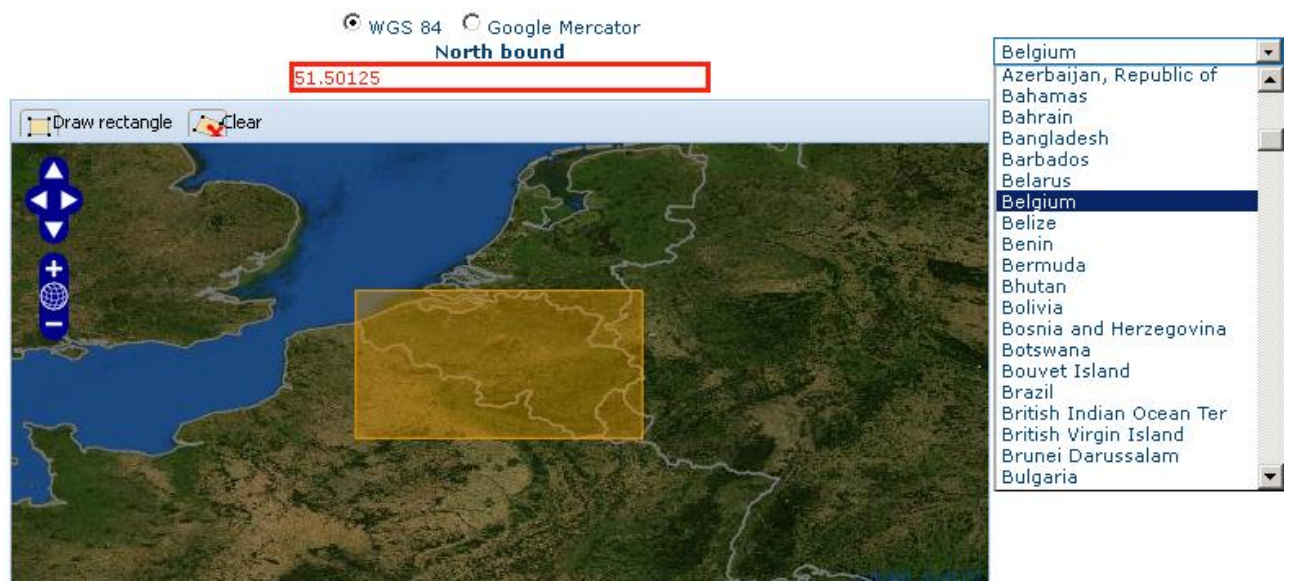 WGS 84 Google Mercator
North bound
51.50125
Draw rectangle Clear
Belgium
Azerbaijan, Republic of
Bahamas
Bahrain
Bangladesh
Barbados
Belarus
Belgium
Belize
Benin
Bermuda
Bhutan
Bolivia
Bosnia and Herzegovina
Botswana
Bouvet Island
Brazil
British Indian Ocean Ter
British Virgin Island
Brunei Darussalam
Bulgaria